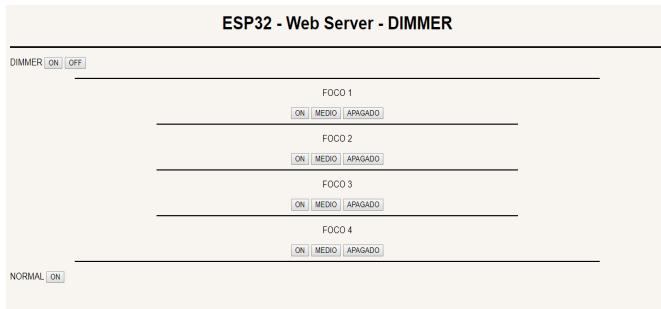 ESP32 - Web Server - DIMMER
DIMMER ON OFF
FOCO 1
ON MEDIO APAGADO
FOCO 2
ON MEDIO APAGADO
FOCO 3
ON MEDIO APAGADO
FOCO 4
ON MEDIO APAGADO
NORMAL ON